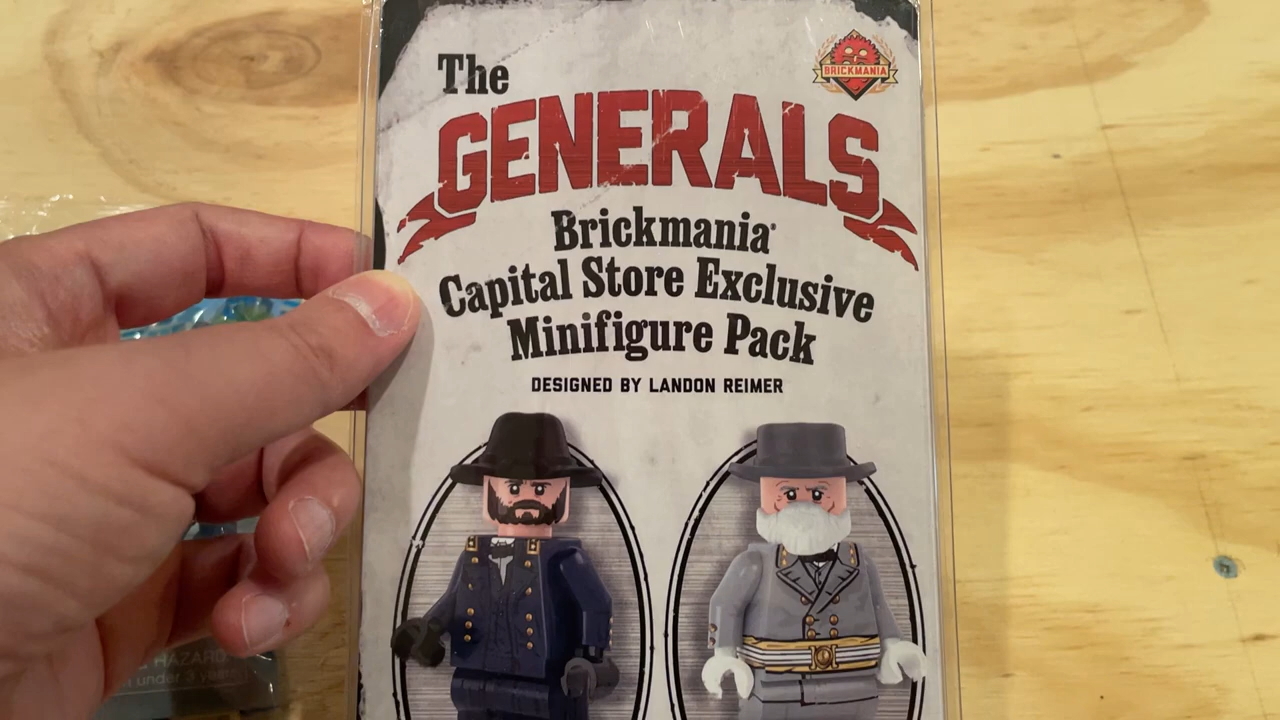 The
BRICKMANIA
GENERALS
Brickmania®
Capital Store Exclusive
Minifigure Pack
DESIGNED BY LANDON REIMER
HAZARD
under 3 years